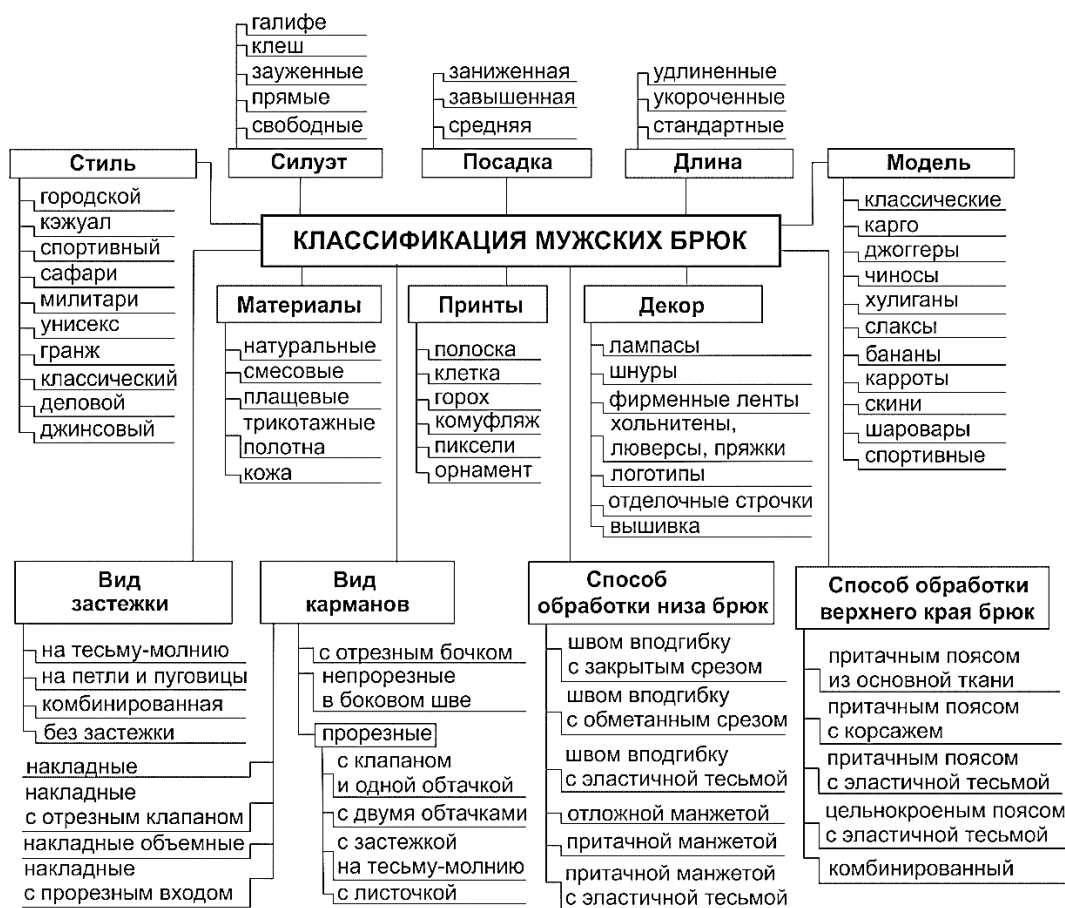 галифе
клеш
зауженные
прямые
свободные
Силуэт
заниженная
завышенная
средняя
Посадка
удлиненные
укороченные
стандартные
Длина
Стиль
городской
кэжуал
спортивный
сафари
милитари
унисекс
гранж
классический
деловой
джинсовый
Модель
классические
карго
джоггеры
чиносы
хулиганы
слаксы
бананы
карроты
скини
шаровары
спортивные
КЛАССИФИКАЦИЯ МУЖСКИХ БРЮК
Материалы
натуральные
смесовые
плащевые
трикотажные
полотна
кожа
Принты
полоска
клетка
горох
комуфляж
пиксели
орнамент
Декор
лампасы
шнуры
фирменные ленты
хольнитены,
люверсы, пряжки
логотипы
отделочные строчки
вышивка
Вид
застежки
на тесьму-молнию
на петли и пуговицы
комбинированная
без застежки
Вид
карманов
с отрезным бочком
непрорезные
в боковом шве
прорезные
с клапаном
и одной обтачкой
с двумя обтачками
с застежкой
на тесьму-молнию
с листочкой
накладные
накладные
с отрезным клапаном
накладные объемные
накладные
с прорезным входом
Способ
обработки низа брюк
швом вподгибку
с закрытым срезом
швом вподгибку
с обметанным срезом
швом вподгибку
с эластичной тесьмой
отложной манжетой
притачной манжетой
притачной манжетой
с эластичной тесьмой
Способ обработки
верхнего края брюк
притачным поясом
из основной ткани
притачным поясом
с корсажем
притачным поясом
с эластичной тесьмой
цельнокроеным поясом
с эластичной тесьмой
комбинированный